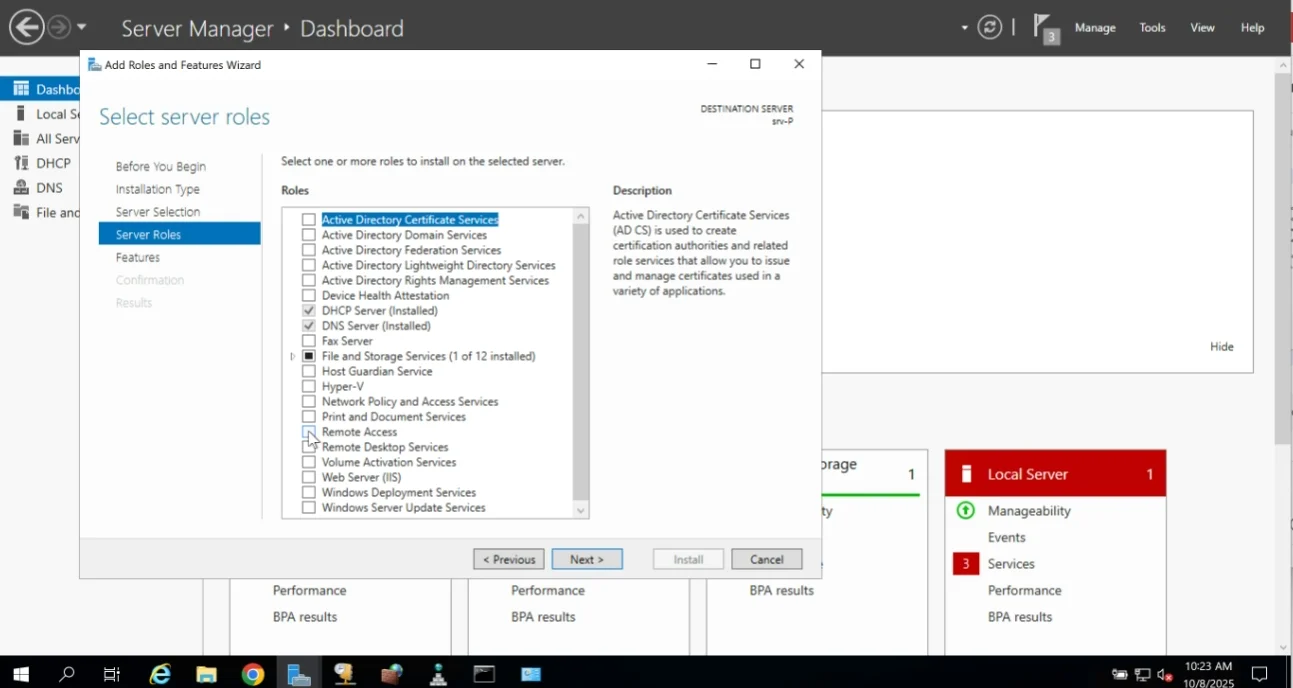 Server Manager ‣ Dashboard
3
Manage
Tools
View
Help
Add Roles and Features Wizard
Select server roles
DESTINATION SERVER
srv-P
Before You Begin
Installation Type
Server Selection
Server Roles
Features
Confirmation
Results
Select one or more roles to install on the selected server.
Roles
Active Directory Certificate Services
Active Directory Domain Services
Active Directory Federation Services
Active Directory Lightweight Directory Services
Active Directory Rights Management Services
Device Health Attestation
DHCP Server (Installed)
DNS Server (Installed)
Fax Server
File and Storage Services (1 of 12 installed)
Host Guardian Service
Hyper-V
Network Policy and Access Services
Print and Document Services
Remote Access
Remote Desktop Services
Volume Activation Services
Web Server (IIS)
Windows Deployment Services
Windows Server Update Services
Description
Active Directory Certificate Services
(AD CS) is used to create
certification authorities and related
role services that allow you to issue
and manage certificates used in a
variety of applications.
< Previous
Next >
Install
Cancel
Dashbo
Local Se
All Serv
DHCP
DNS
File and
Hide
orage
1
ty
Local Server
1
Manageability
Events
3
Services
Performance
BPA results
Performance
BPA results
Performance
BPA results
BPA results
10:23 AM
10/8/2025